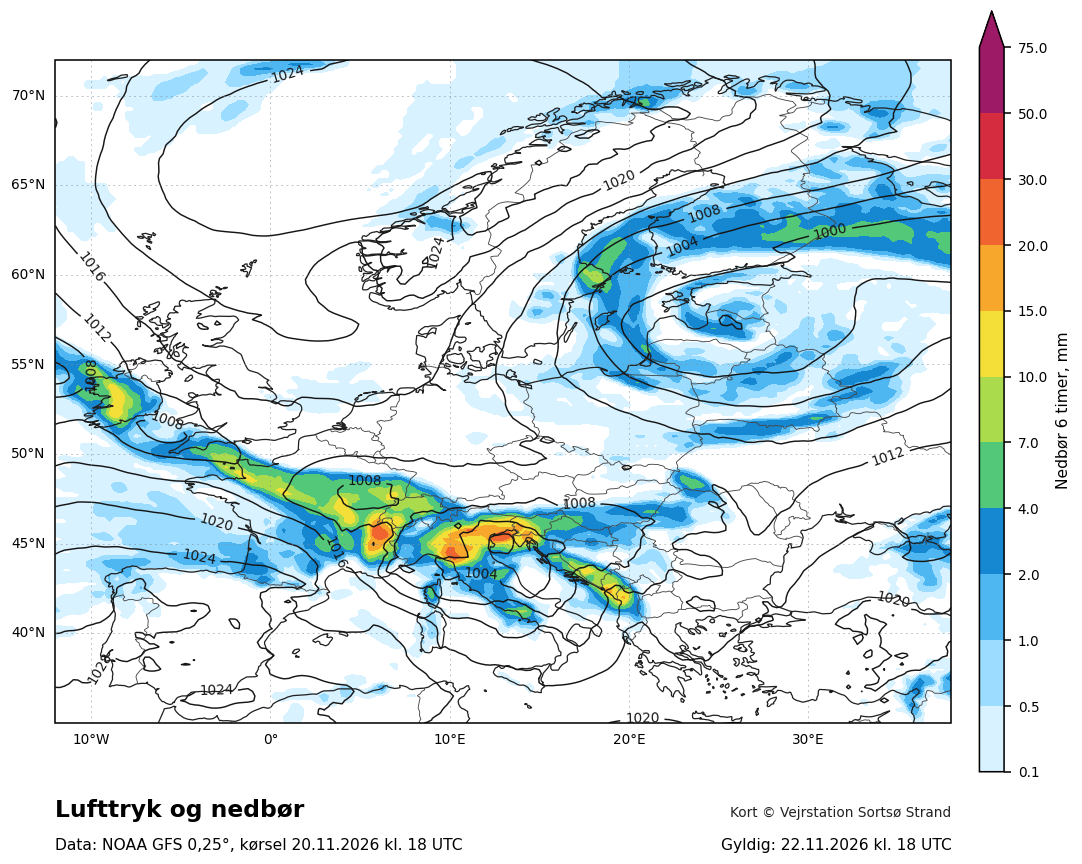 75.0
50.0
30.0
20.0
15.0
10.0
7.0
4.0
2.0
1.0
0.5
0.1
Nedbør 6 timer, mm
70°N
65°N
60°N
55°N
50°N
45°N
40°N
10°W
0°
10°E
20°E
30°E
1024
1020
1008
1000
1004
1024
1016
1012
1008
1008
1012
1008
1008
1020
1016
1024
1004
1020
1028
1024
1020
Lufttryk og nedbør
Kort © Vejrstation Sortsø Strand
Data: NOAA GFS 0,25°, kørsel 20.11.2026 kl. 18 UTC
Gyldig: 22.11.2026 kl. 18 UTC